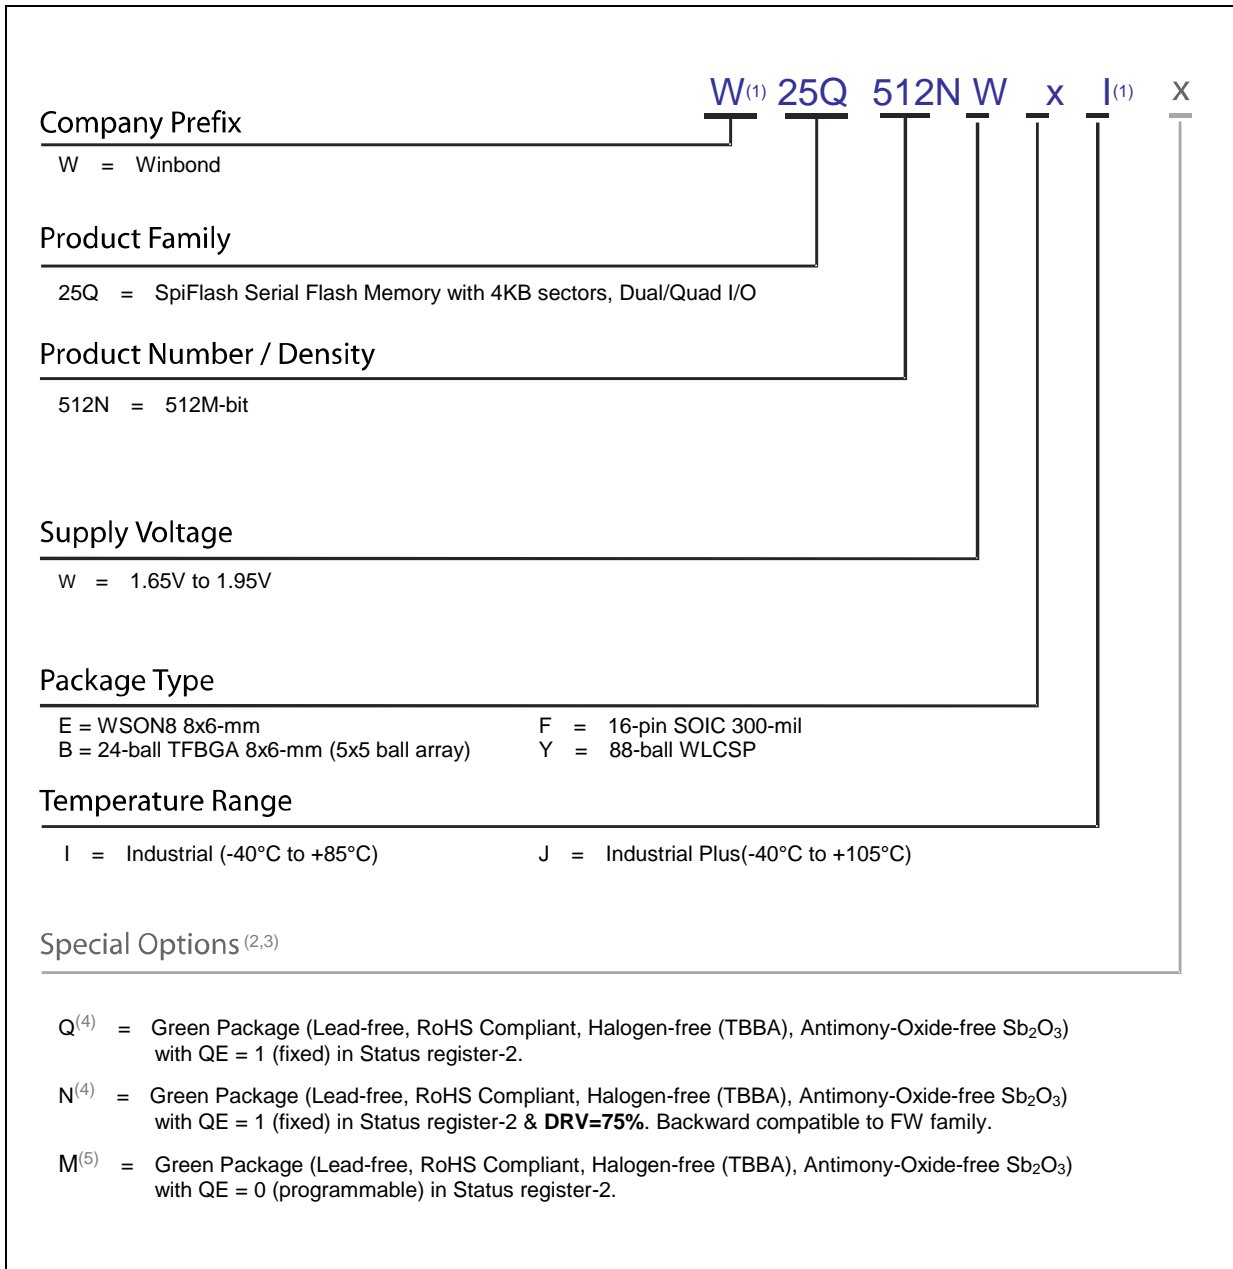 W(1) 25Q 512N W x I(1) x
Company Prefix
W = Winbond
Product Family
25Q = SpiFlash Serial Flash Memory with 4KB sectors, Dual/Quad I/O
Product Number / Density
512N = 512M-bit
Supply Voltage
W = 1.65V to 1.95V
Package Type
E = WSON8 8x6-mm F = 16-pin SOIC 300-mil
B = 24-ball TFBGA 8x6-mm (5x5 ball array) Y = 88-ball WLCSP
Temperature Range
I = Industrial (-40°C to +85°C) J = Industrial Plus(-40°C to +105°C)
Special Options (2,3)
Q(4) = Green Package (Lead-free, RoHS Compliant, Halogen-free (TBBA), Antimony-Oxide-free Sb2O3)
with QE = 1 (fixed) in Status register-2.
N(4) = Green Package (Lead-free, RoHS Compliant, Halogen-free (TBBA), Antimony-Oxide-free Sb2O3)
with QE = 1 (fixed) in Status register-2 & DRV=75%. Backward compatible to FW family.
M(5) = Green Package (Lead-free, RoHS Compliant, Halogen-free (TBBA), Antimony-Oxide-free Sb2O3)
with QE = 0 (programmable) in Status register-2.